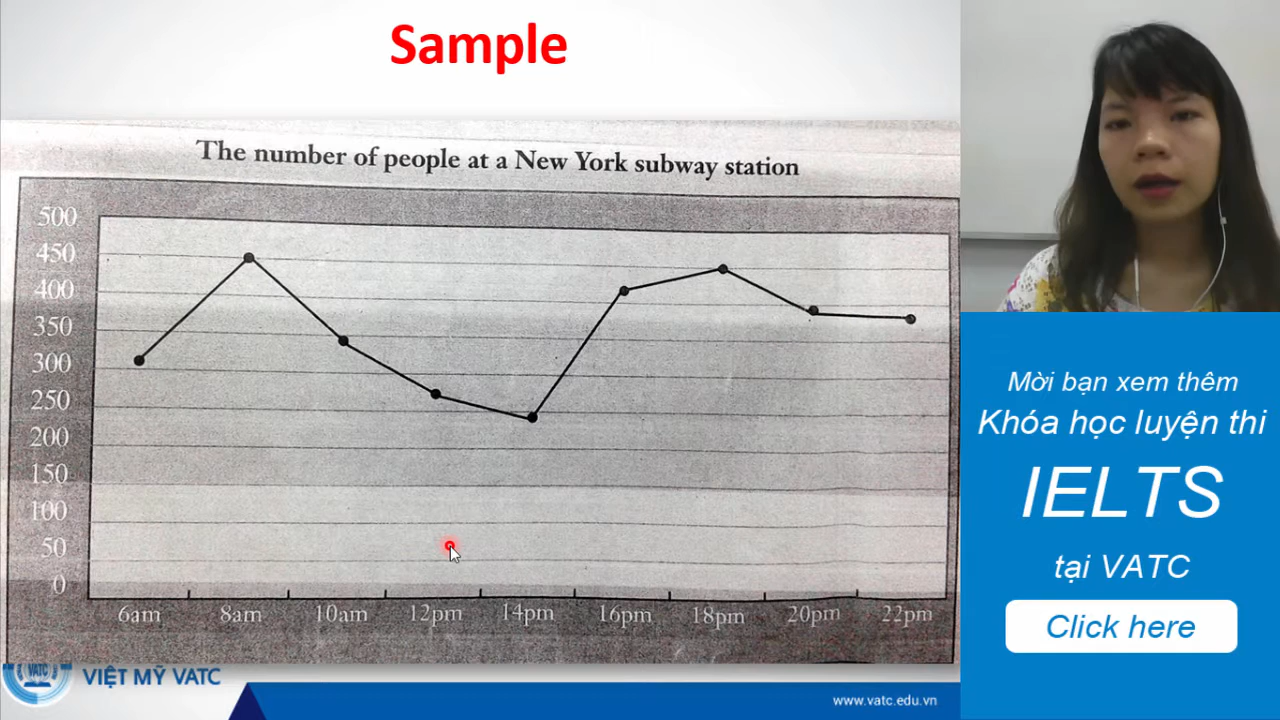 Sample
The number of people at a New York subway station
500
450
400
350
300
250
200
150
100
50
0
6am 8am 10am 12pm 14pm 16pm 18pm 20pm 22pm
VATC
VIỆT MỸ VATC
www.vatc.edu.vn
Mời bạn xem thêm
Khóa học luyện thi
IELTS
tại VATC
Click here